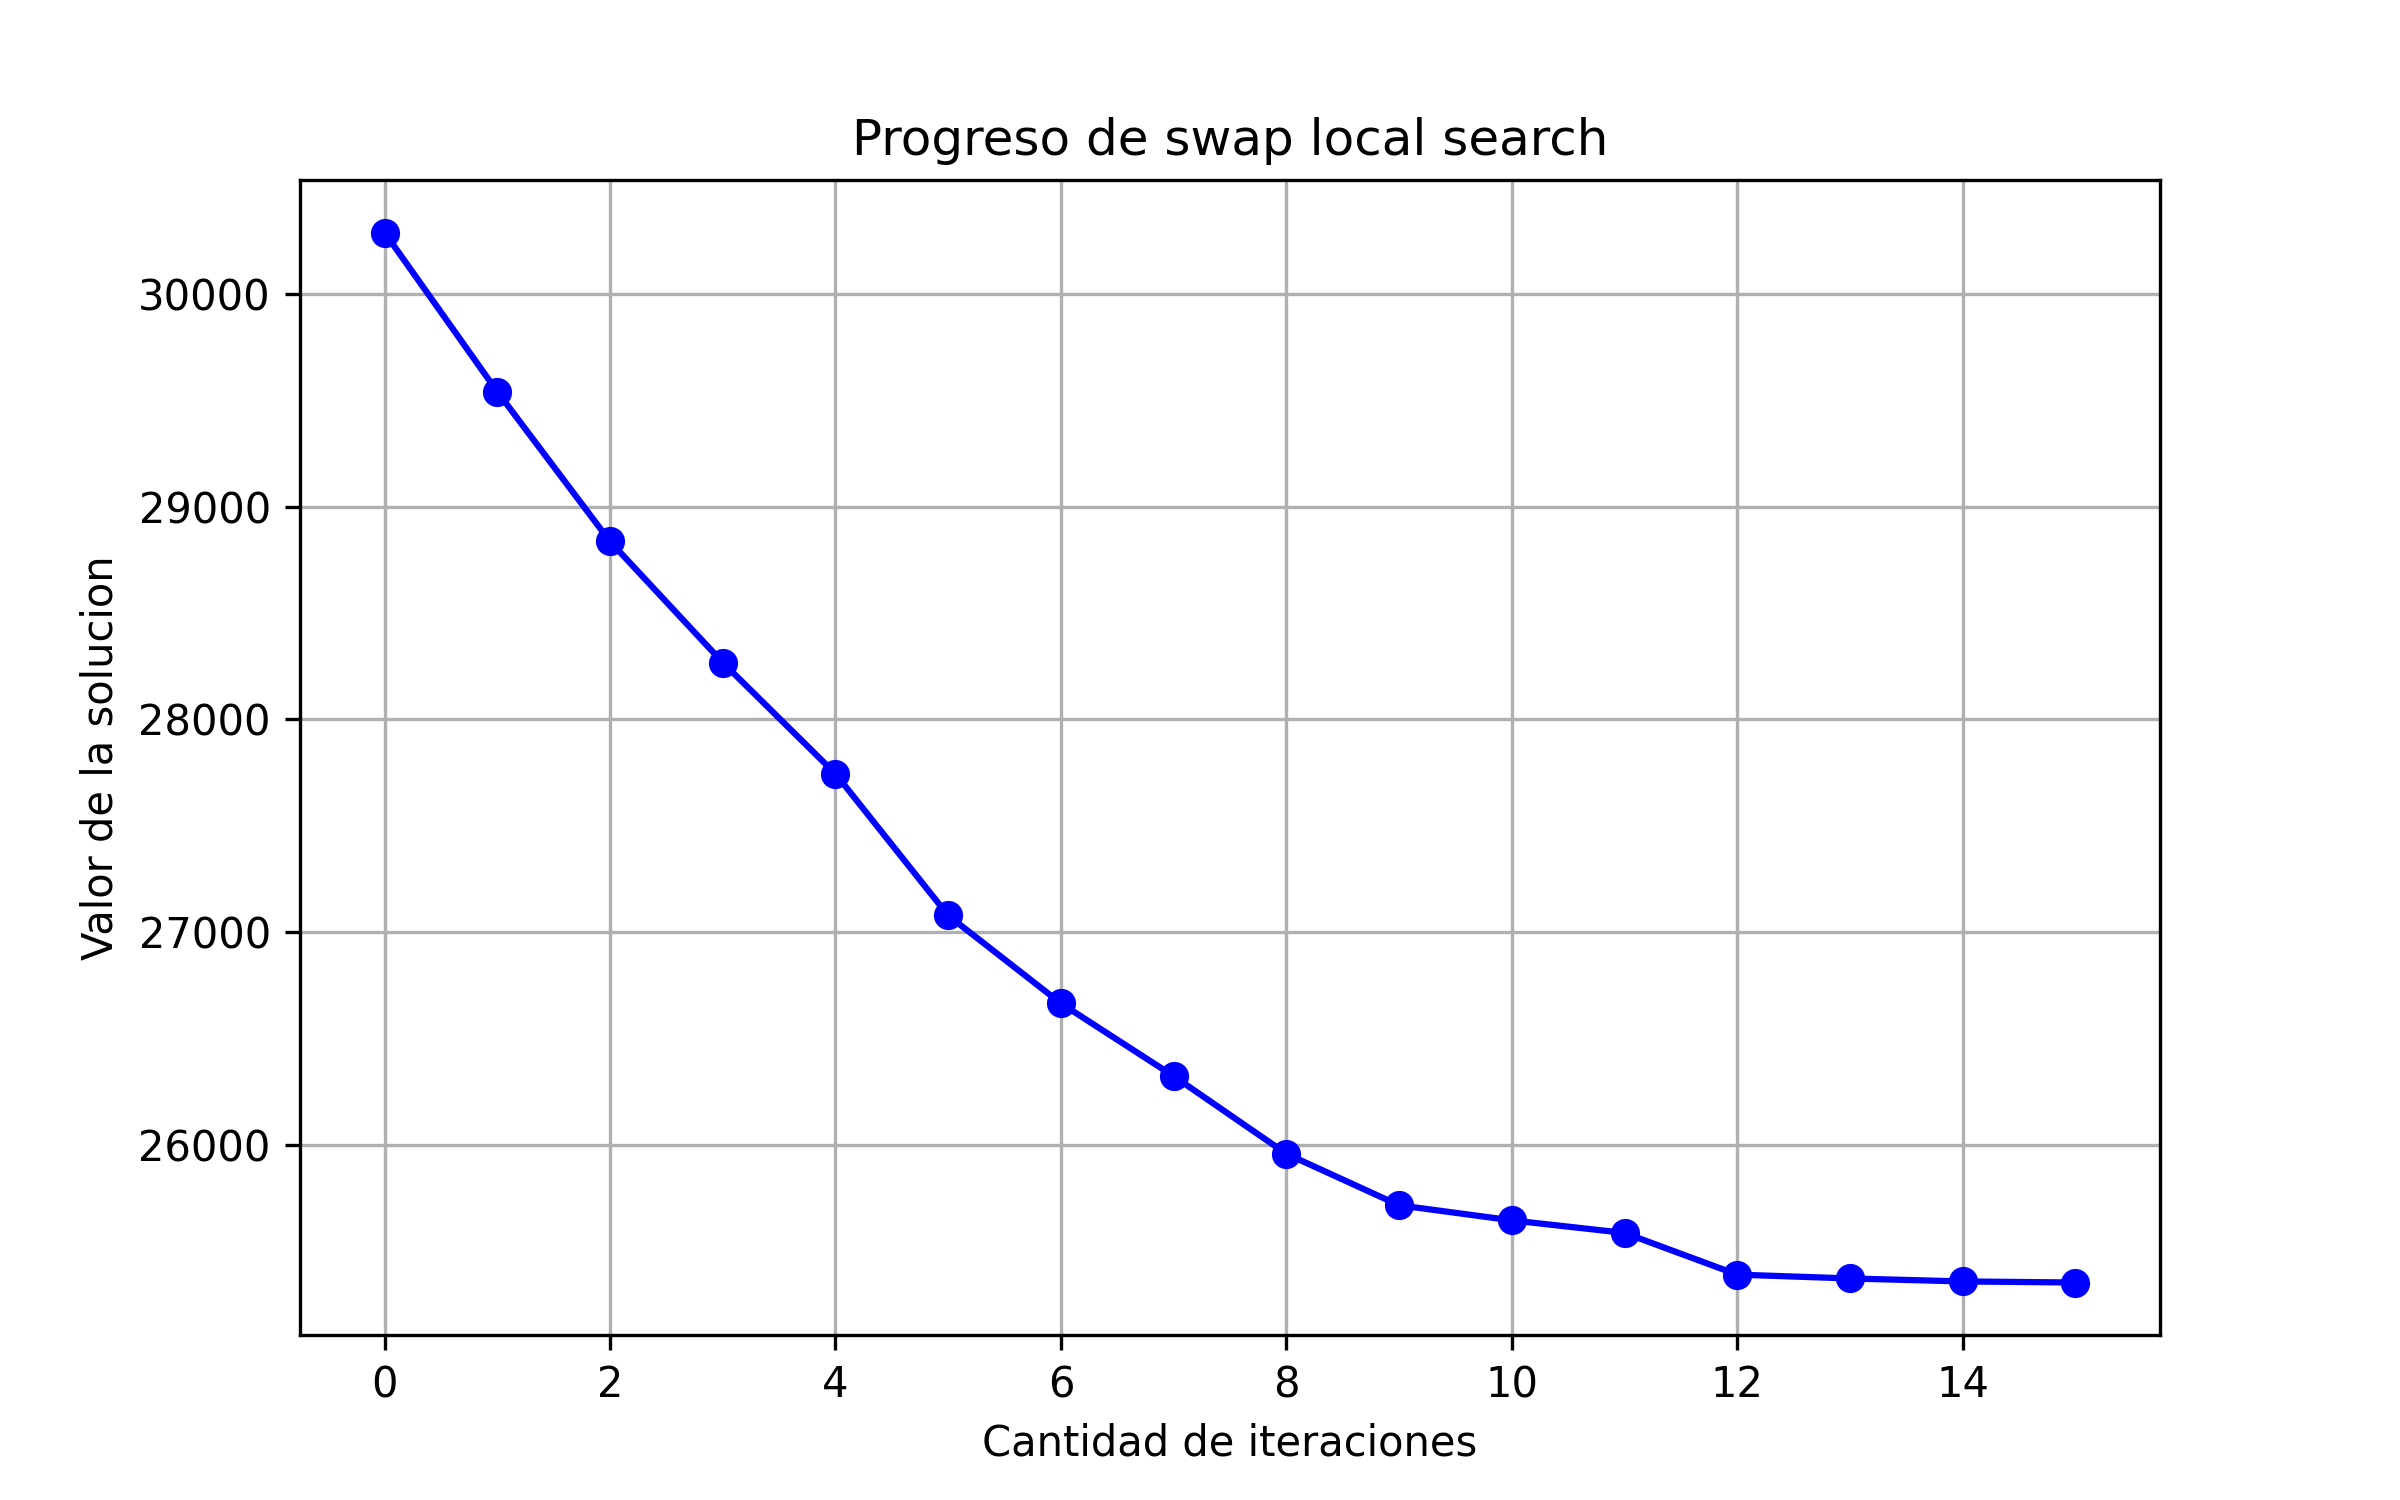 Progreso de swap local search
Valor de la solucion
30000
29000
28000
27000
26000
0 2 4 6 8 10 12 14
Cantidad de iteraciones